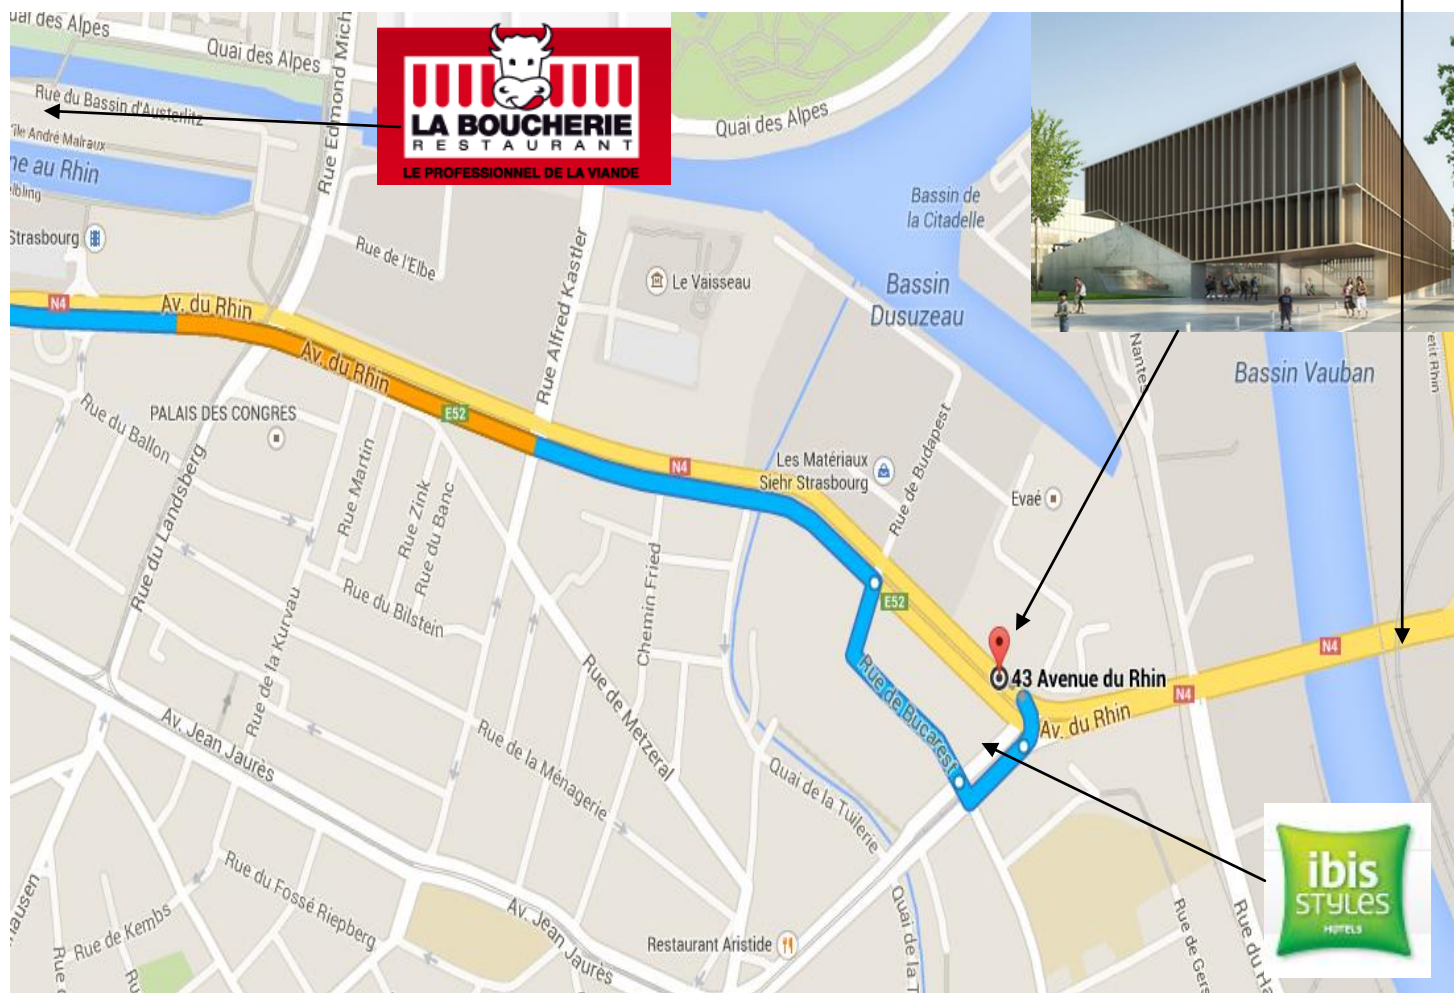 Quai des Alpes
Rue Edmond Mich
Rue du Bassin d'Austerlitz
île André Malraux
ne au Rhin
elbling
Strasbourg
LA BOUCHERIE
RESTAURANT
LE PROFESSIONNEL DE LA VIANDE
Quai des Alpes
Bassin de
la Citadelle
Bassin
Dusuzeau
Rue de l'Elbe
Le Vaisseau
Rue Alfred Kastler
N4
Av. du Rhin
Av. du Rhin
E52
Nantes
Bassin Vauban
etit Rhin
PALAIS DES CONGRES
Rue du Ballon
Rue du Landsberg
Rue Martin
Rue Zink
Rue du Banc
N4
Les Matériaux
Siehr Strasbourg
Rue de Budapest
Evaé
Rue du Bilstein
Chemin Fried
E52
Rue de la Kurvau
Rue de Metzeral
Rue de Bucarest
43 Avenue du Rhin
N4
N4
Av. du Rhin
Av. Jean Jaurès
Rue de la Ménagerie
Quai de la Tuilerie
ibis
STYLES
HOTELS
Rue du Fossé Riepberg
Rue de Kembs
hausen
Rue
Ru
Av. Jean Jaurès
Restaurant Aristide
Quai de la T
Rue de Gers
Rue du Ha